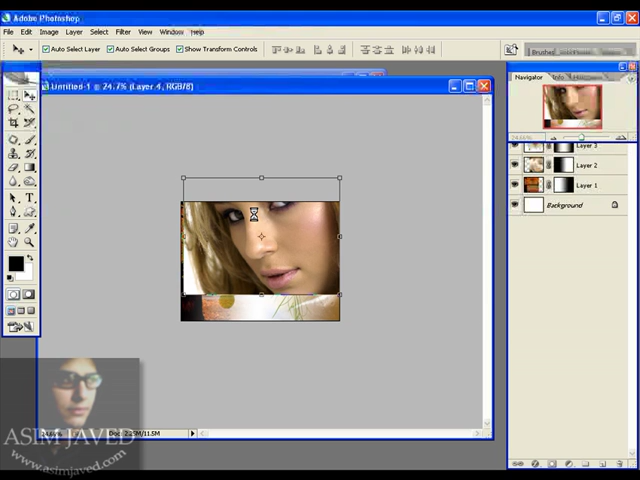 Adobe Photoshop
File Edit Image Layer Select Filter View Window Help
Auto Select Layer Auto Select Groups Show Transform Controls
Brushes
Untitled-1 @ 24.7% (Layer 4, RGB/8)
Navigator Info
Layer 3
Layer 2
Layer 1
Background
ASIM JAVED
www.asimjaved.com
Doc: 2.25M/11.5M